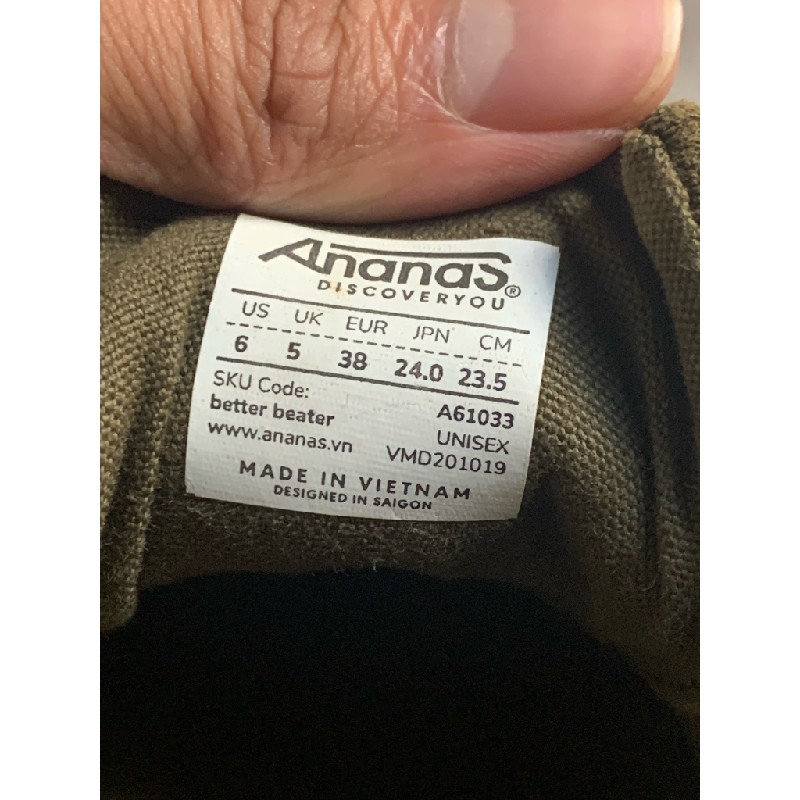 Ananas®
DISCOVERYOU
US UK EUR JPN CM
6 5 38 24.0 23.5
SKU Code: A61033
better beater UNISEX
www.ananas.vn VMD201019
MADE IN VIETNAM
DESIGNED IN SAIGON